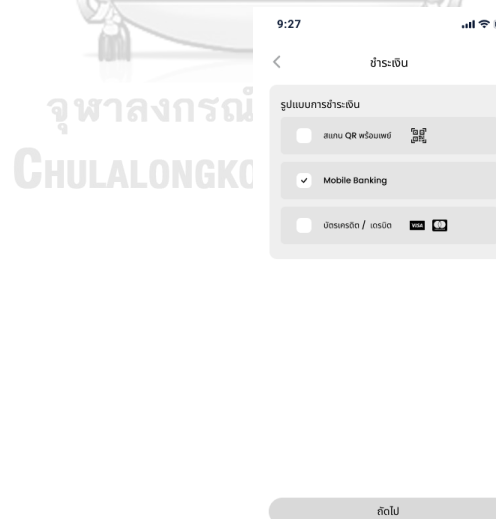 9:27
ชำระเงิน
จุฬาลงกรณ์
CHULALONGKO
รูปแบบการชำระเงิน
สแกน QR พร้อมเพย์
Mobile Banking
บัตรเครดิต / เดรบิต VISA
ถัดไป